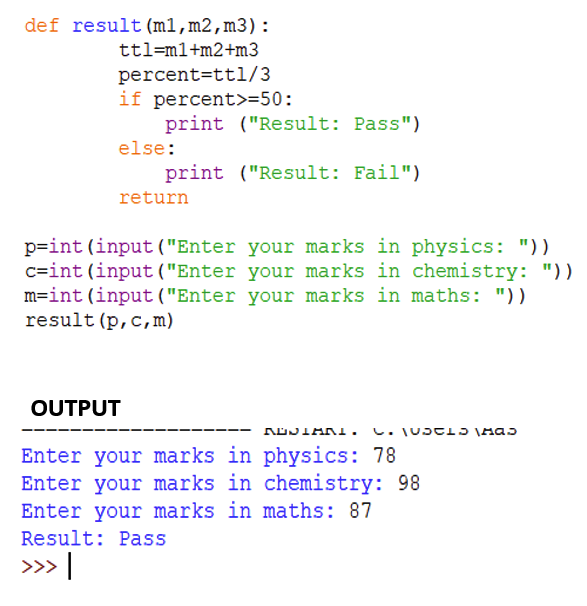 def result(m1,m2,m3):
        ttl=m1+m2+m3
        percent=ttl/3
        if percent>=50:
            print ("Result: Pass")
        else:
            print ("Result: Fail")
        return
p=int(input("Enter your marks in physics: "))
c=int(input("Enter your marks in chemistry: "))
m=int(input("Enter your marks in maths: "))
result(p,c,m)
OUTPUT
RESTART: C:\Users\Aas
Enter your marks in physics: 78
Enter your marks in chemistry: 98
Enter your marks in maths: 87
Result: Pass
>>>